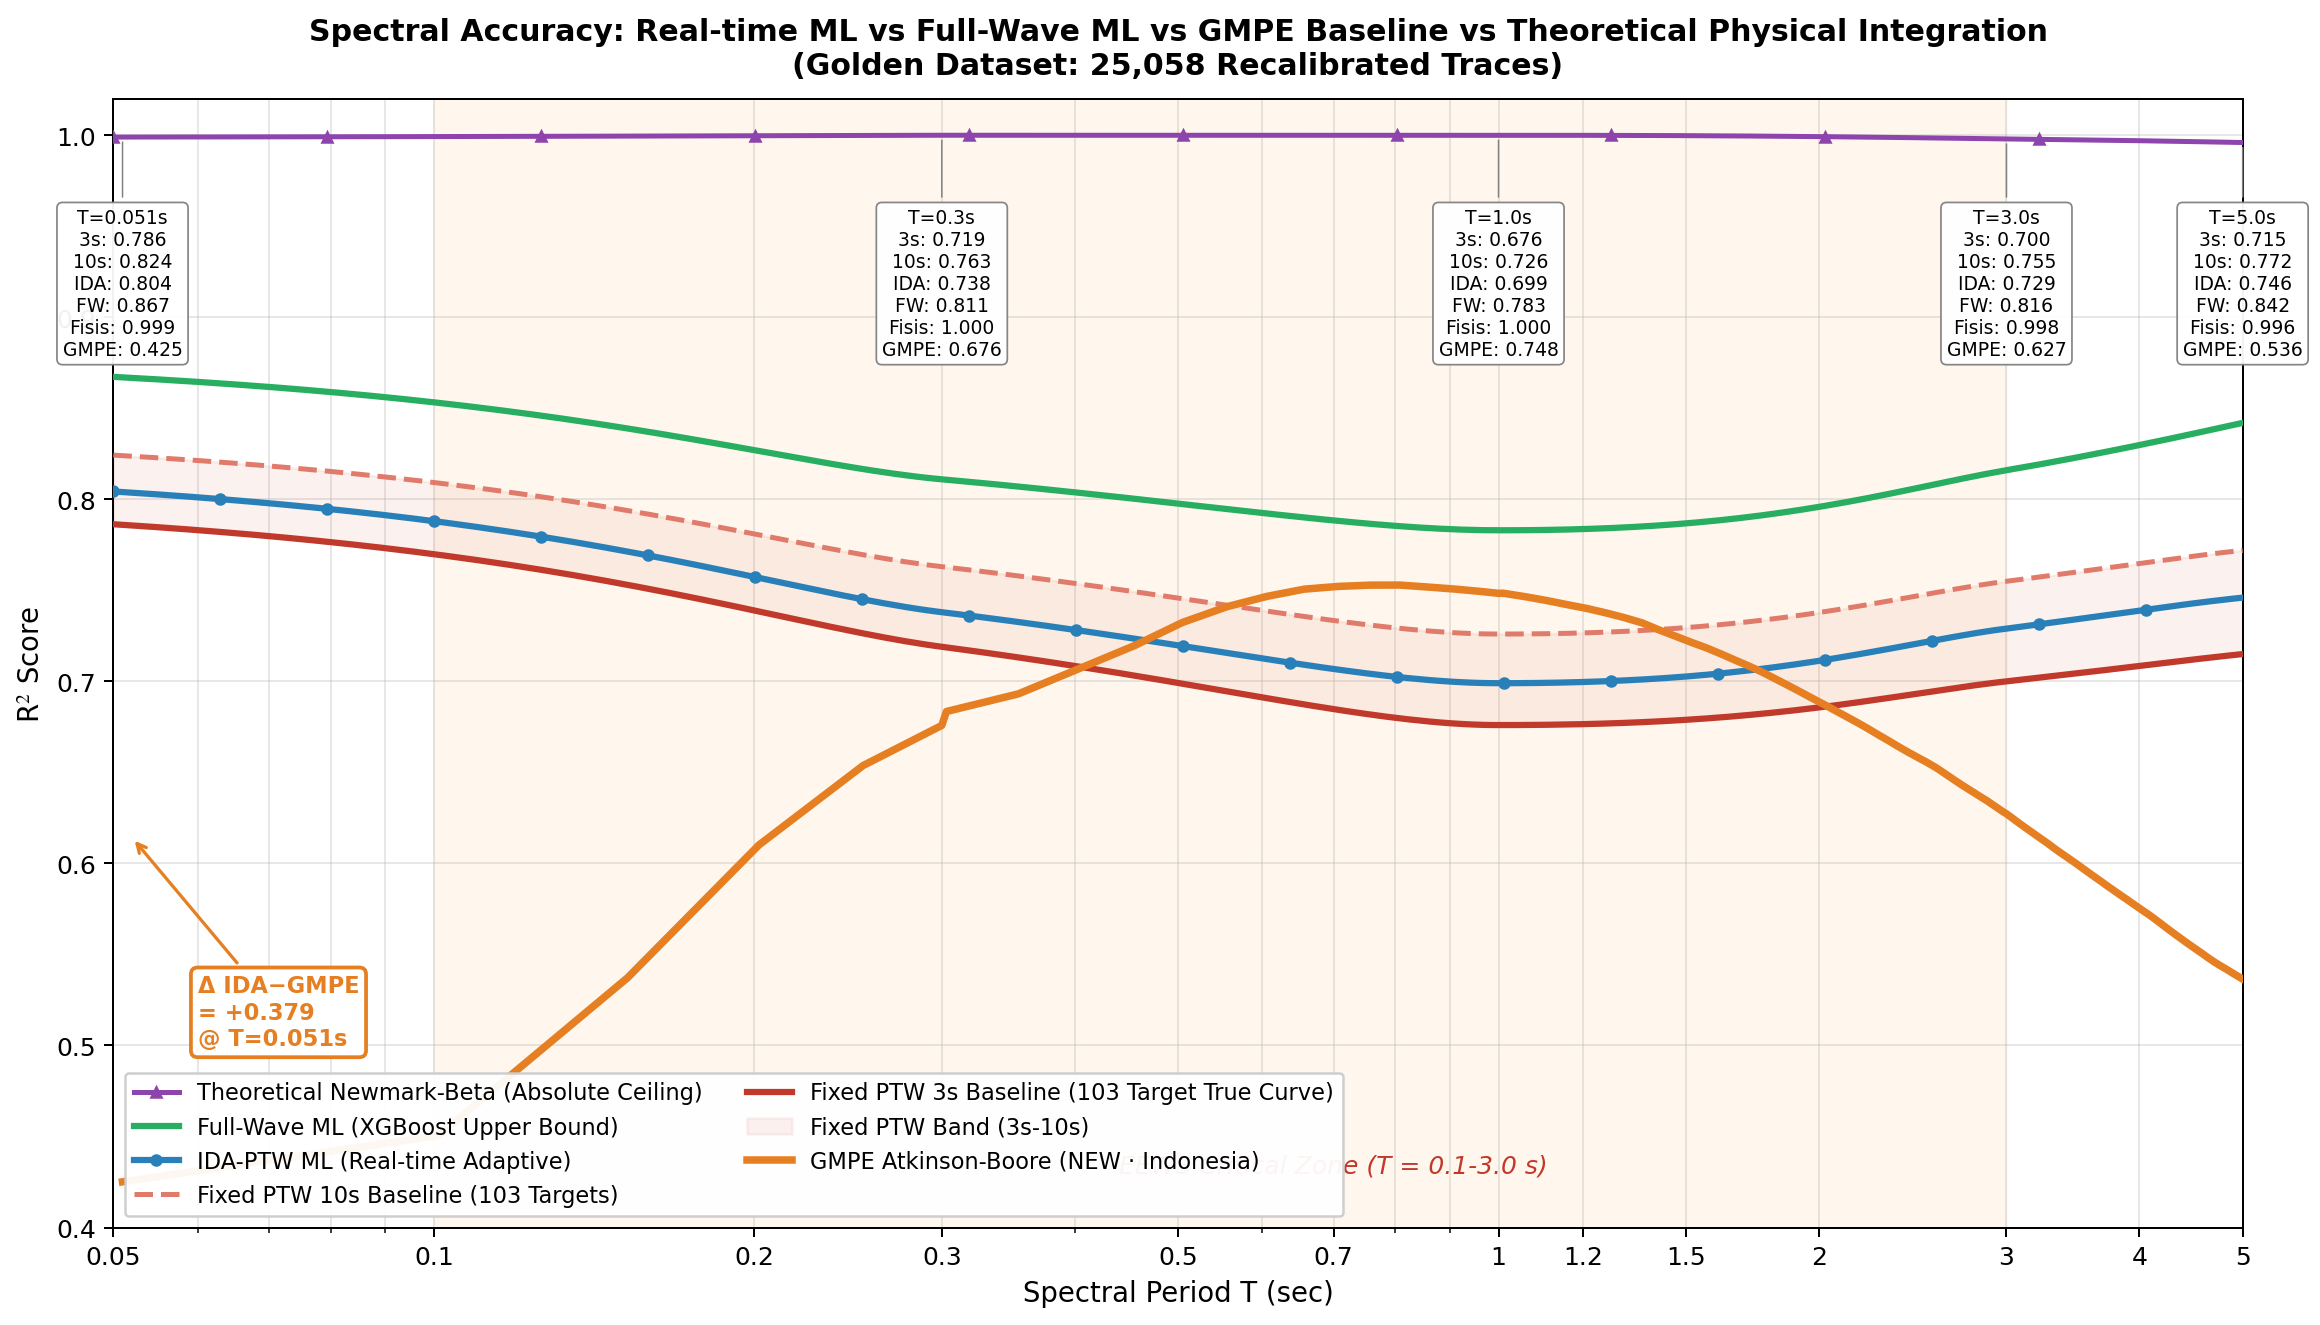 Spectral Accuracy: Real-time ML vs Full-Wave ML vs GMPE Baseline vs Theoretical Physical Integration
(Golden Dataset: 25,058 Recalibrated Traces)
R² Score
1.0
0.8
0.7
0.6
0.5
0.4
T=0.051s
3s: 0.786
10s: 0.824
IDA: 0.804
FW: 0.867
Fisis: 0.999
GMPE: 0.425
T=0.3s
3s: 0.719
10s: 0.763
IDA: 0.738
FW: 0.811
Fisis: 1.000
GMPE: 0.676
T=1.0s
3s: 0.676
10s: 0.726
IDA: 0.699
FW: 0.783
Fisis: 1.000
GMPE: 0.748
T=3.0s
3s: 0.700
10s: 0.755
IDA: 0.729
FW: 0.816
Fisis: 0.998
GMPE: 0.627
T=5.0s
3s: 0.715
10s: 0.772
IDA: 0.746
FW: 0.842
Fisis: 0.996
GMPE: 0.536
Δ IDA−GMPE
= +0.379
@ T=0.051s
Theoretical Newmark-Beta (Absolute Ceiling)
Full-Wave ML (XGBoost Upper Bound)
IDA-PTW ML (Real-time Adaptive)
Fixed PTW 10s Baseline (103 Targets)
Fixed PTW 3s Baseline (103 Target True Curve)
Fixed PTW Band (3s-10s)
GMPE Atkinson-Boore (NEW · Indonesia)
Zone (T = 0.1-3.0 s)
0.05 0.1 0.2 0.3 0.5 0.7 1 1.2 1.5 2 3 4 5
Spectral Period T (sec)